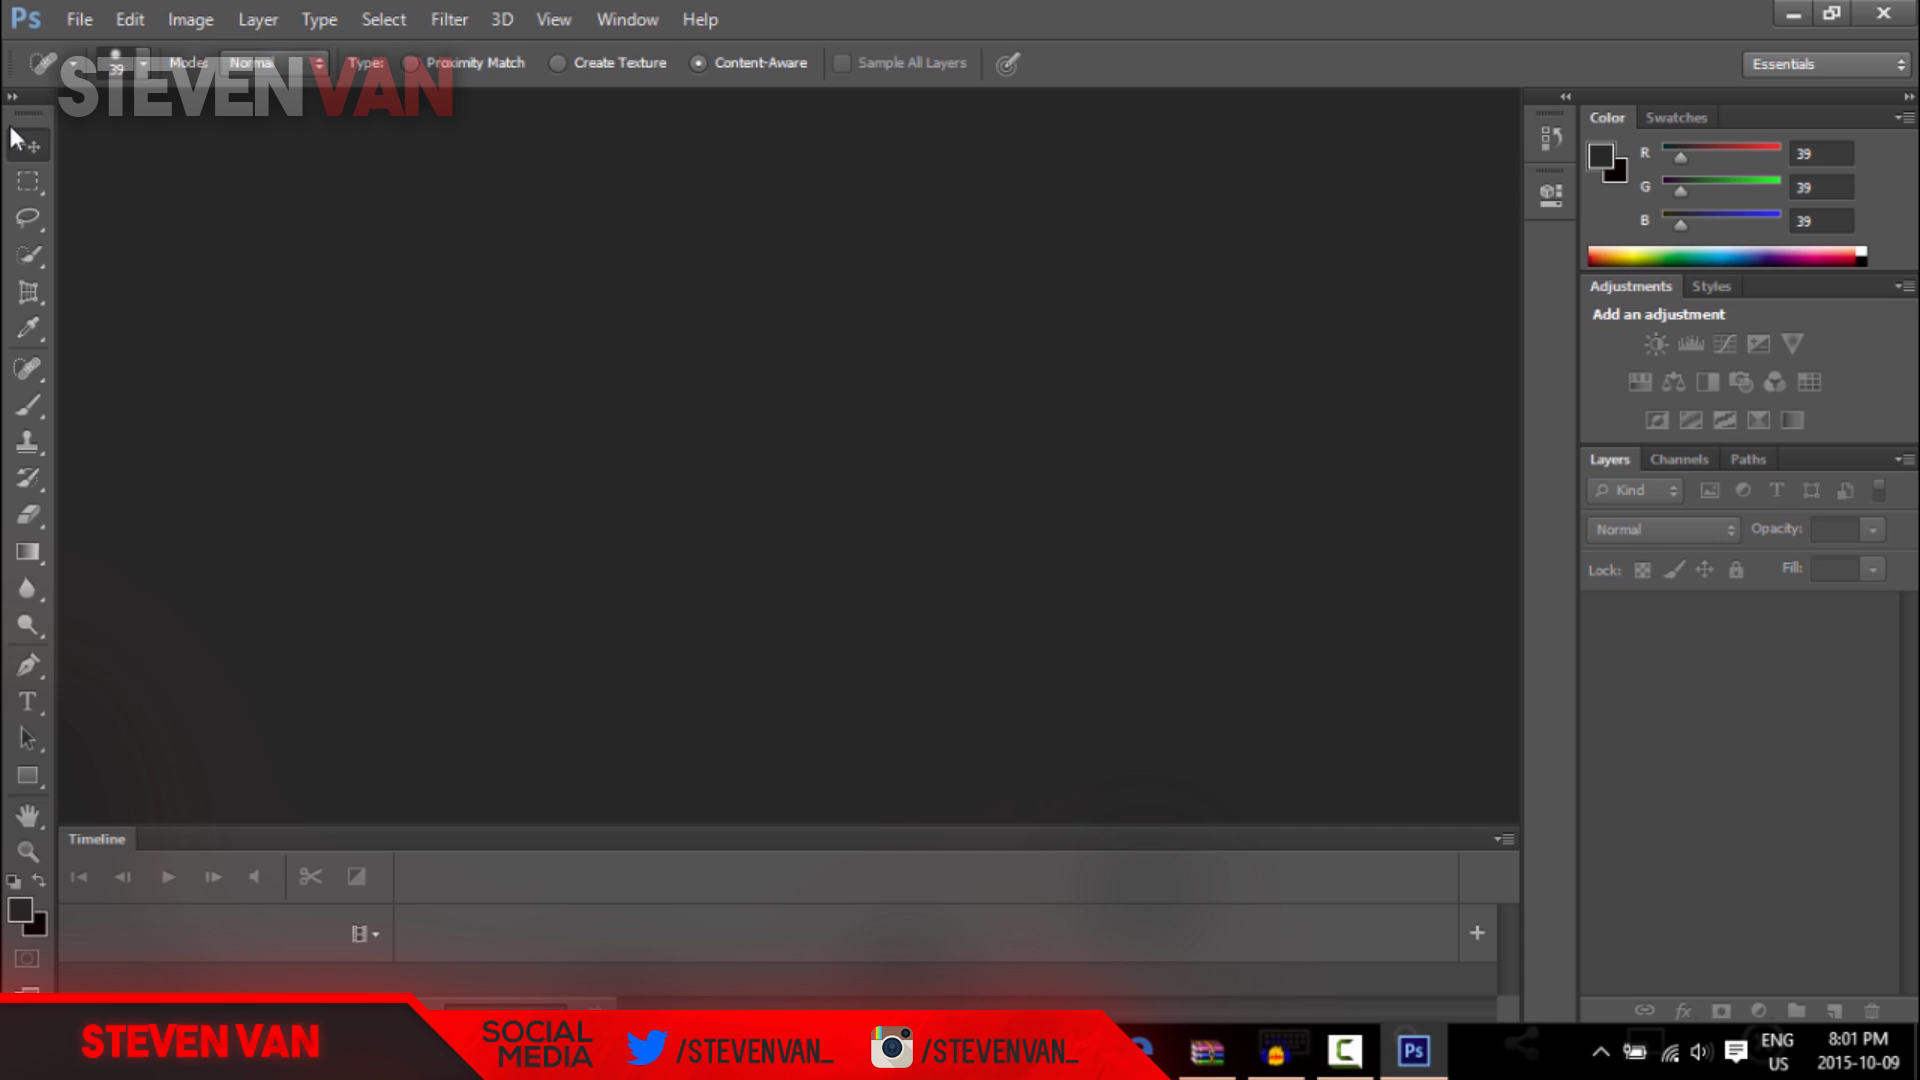 Ps File Edit Image Layer Type Select Filter 3D View Window Help
39 Mode: Normal Type: Proximity Match Create Texture Content-Aware Sample All Layers Essentials
STEVEN VAN
Color Swatches
R 39
G 39
B 39
Adjustments Styles
Add an adjustment
Layers Channels Paths
Kind
Normal Opacity:
Lock: Fill:
Timeline
STEVEN VAN
SOCIAL MEDIA
/STEVENVAN_
/STEVENVAN_
Ps
ENG
US
8:01 PM
2015-10-09